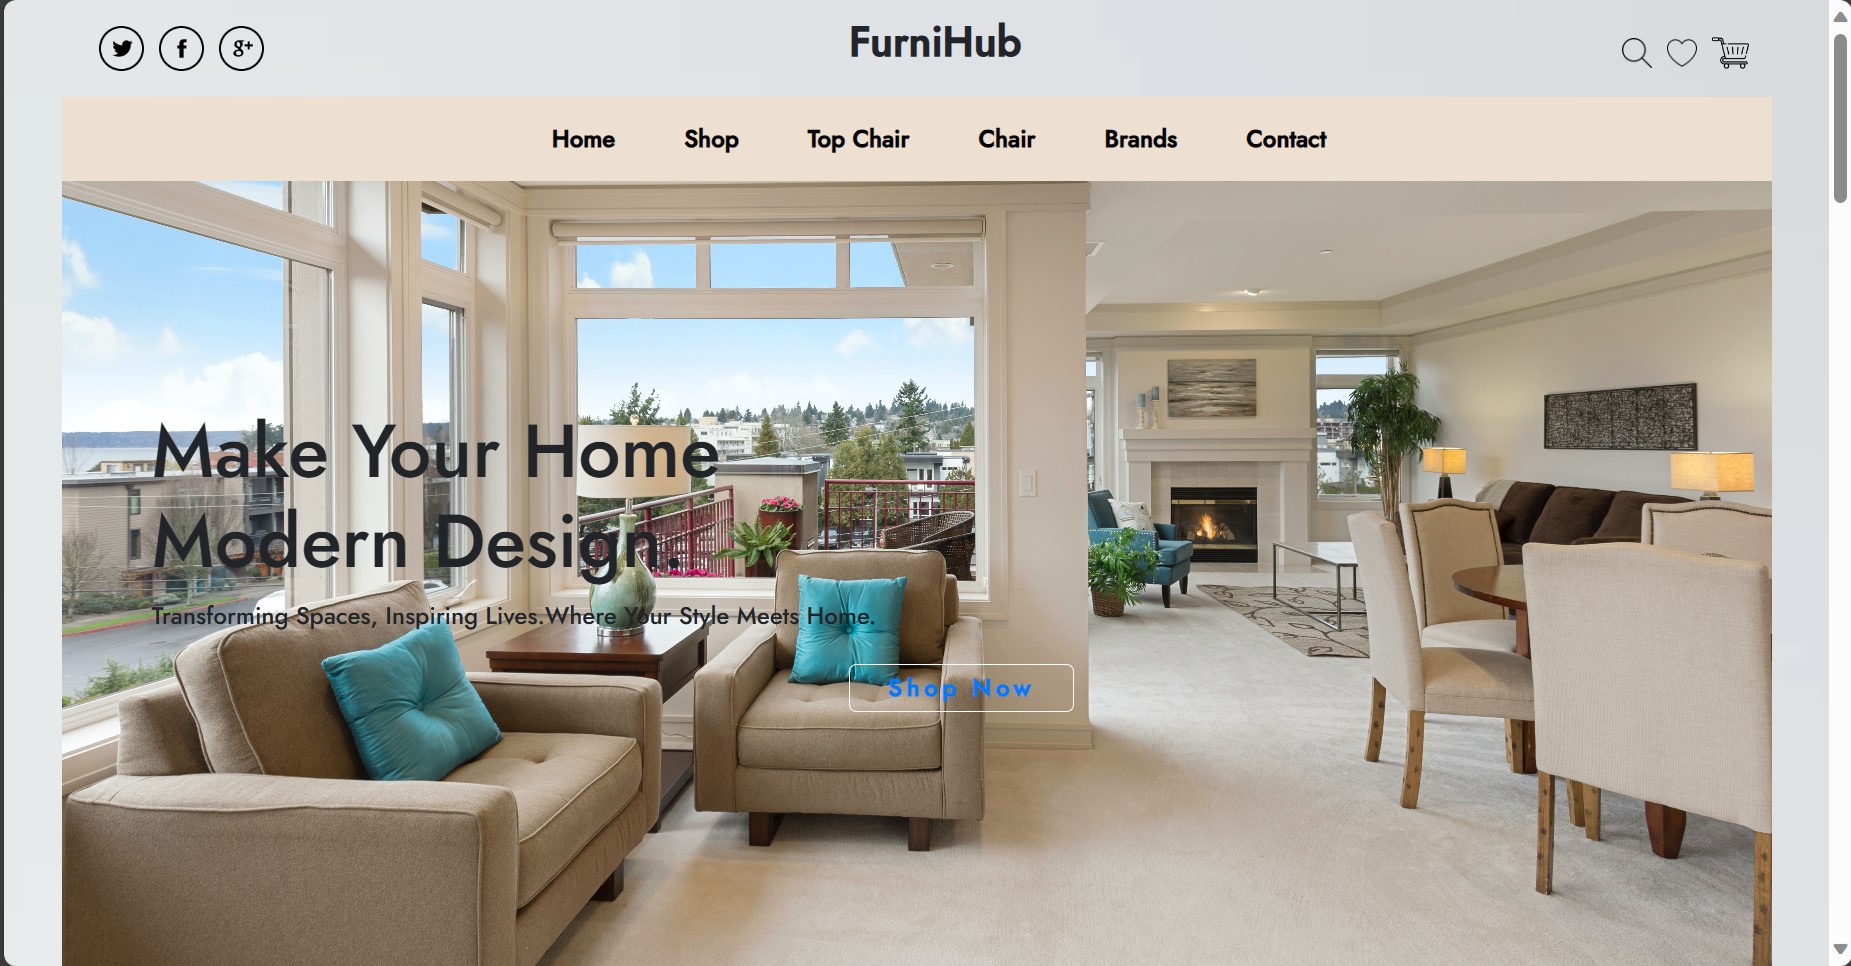 FurniHub
Home Shop Top Chair Chair Brands Contact
Make Your Home
Modern Design.
Transforming Spaces, Inspiring Lives.Where Your Style Meets Home.
Shop Now